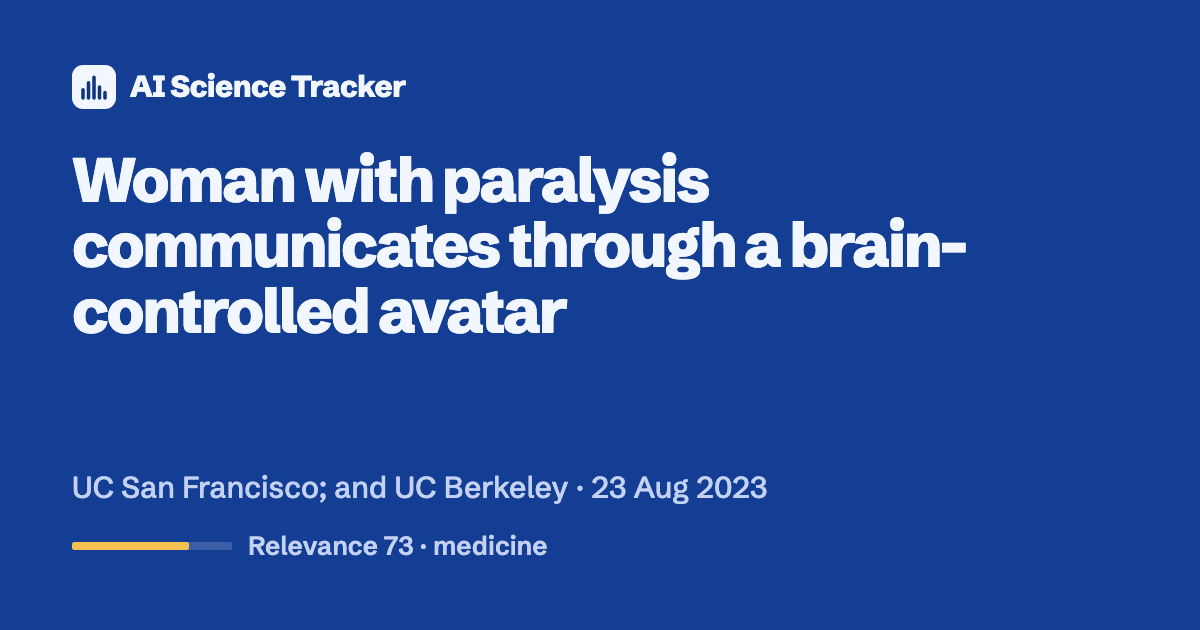 AI Science Tracker
Woman with paralysis
communicates through a brain-
controlled avatar
UC San Francisco; and UC Berkeley · 23 Aug 2023
Relevance 73 · medicine